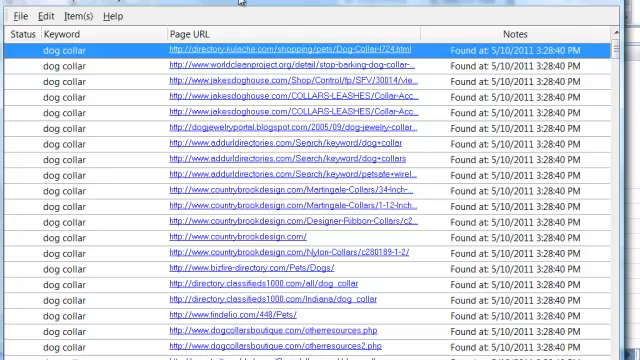 File Edit Item(s) Help
Status Keyword Page URL Notes
dog collar http://directory.kulache.com/shopping/pets/Dog-Collar-I724.html Found at: 5/10/2011 3:28:40 PM
dog collar http://www.worldcleanproject.org/detail/stop-barking-dog-collar-... Found at: 5/10/2011 3:28:40 PM
dog collar http://www.jakesdoghouse.com/Shop/Control/fp/SFV/30014/vie... Found at: 5/10/2011 3:28:40 PM
dog collar http://www.jakesdoghouse.com/COLLARS-LEASHES/Collar-Acc... Found at: 5/10/2011 3:28:40 PM
dog collar http://www.jakesdoghouse.com/COLLARS-LEASHES/Collar-Acc... Found at: 5/10/2011 3:28:40 PM
dog collar http://dogjewelryportal.blogspot.com/2005/09/dog-jewelry-collar... Found at: 5/10/2011 3:28:40 PM
dog collar http://www.addurldirectories.com/Search/keyword/dog+collar Found at: 5/10/2011 3:28:40 PM
dog collar http://www.addurldirectories.com/Search/keyword/dog+collars Found at: 5/10/2011 3:28:40 PM
dog collar http://www.addurldirectories.com/Search/keyword/petsafe+wirel... Found at: 5/10/2011 3:28:40 PM
dog collar http://www.countrybrookdesign.com/Martingale-Collars/34-Inch-... Found at: 5/10/2011 3:28:40 PM
dog collar http://www.countrybrookdesign.com/Martingale-Collars/1-12-Inch-... Found at: 5/10/2011 3:28:40 PM
dog collar http://www.countrybrookdesign.com/Designer-Ribbon-Collars/c2... Found at: 5/10/2011 3:28:40 PM
dog collar http://www.countrybrookdesign.com/ Found at: 5/10/2011 3:28:40 PM
dog collar http://www.countrybrookdesign.com/Nylon-Collars/c280189-1-2/ Found at: 5/10/2011 3:28:40 PM
dog collar http://www.bizfire-directory.com/Pets/Dogs/ Found at: 5/10/2011 3:28:40 PM
dog collar http://directory.classifieds1000.com/all/dog_collar Found at: 5/10/2011 3:28:40 PM
dog collar http://directory.classifieds1000.com/Indiana/dog_collar Found at: 5/10/2011 3:28:40 PM
dog collar http://www.findelio.com/448/Pets/ Found at: 5/10/2011 3:28:40 PM
dog collar http://www.dogcollarsboutique.com/otherresources.php Found at: 5/10/2011 3:28:40 PM
dog collar http://www.dogcollarsboutique.com/otherresources2.php Found at: 5/10/2011 3:28:40 PM